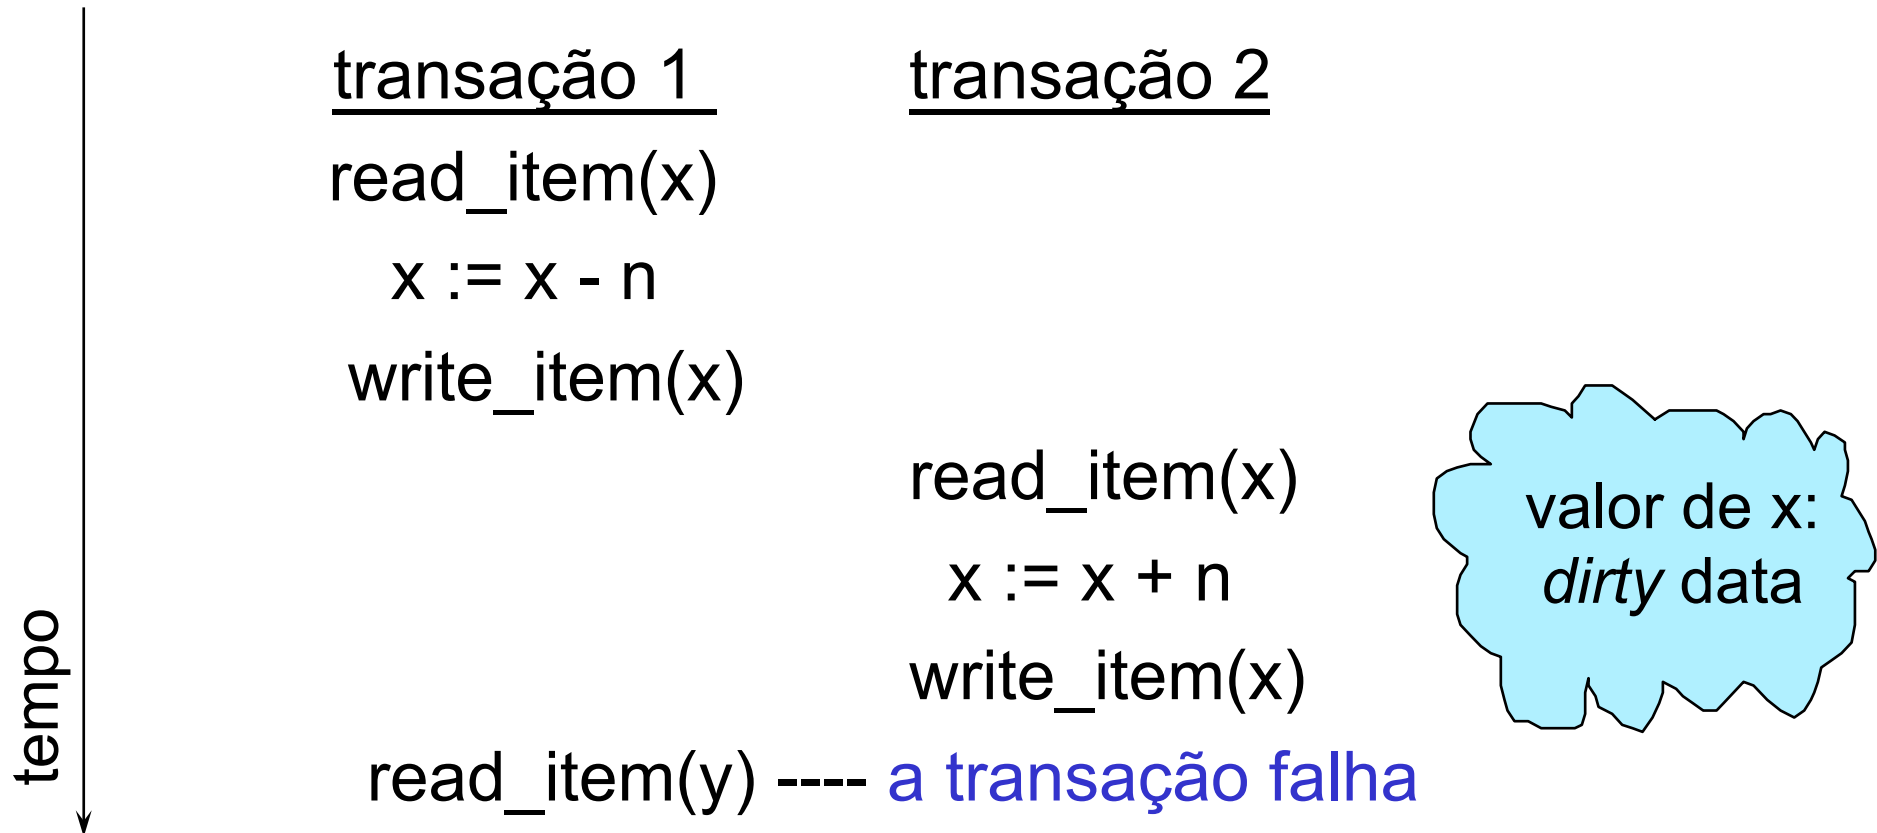 transação 1 transação 2
read_item(x)
x := x - n
write_item(x)
read_item(x)
x := x + n
write_item(x)
read_item(y) ---- a transação falha
valor de x:
dirty data
tempo